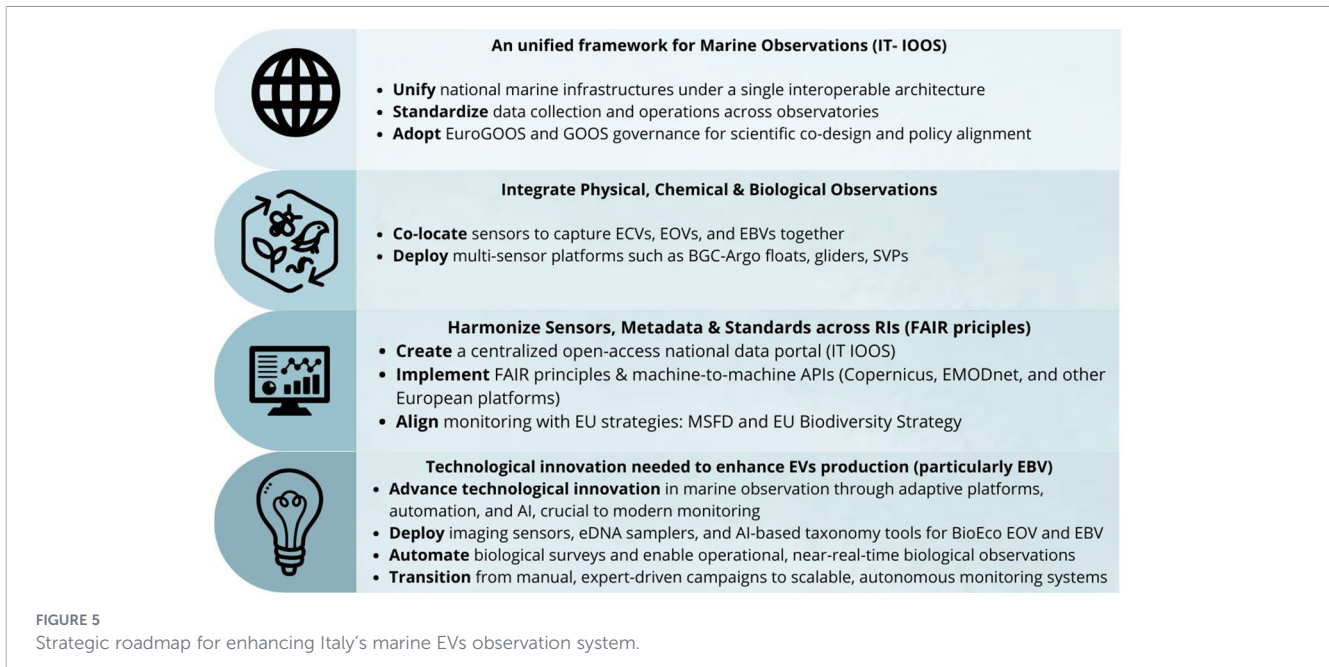 An unified framework for Marine Observations (IT- IOOS)
• Unify national marine infrastructures under a single interoperable architecture
• Standardize data collection and operations across observatories
• Adopt EuroGOOS and GOOS governance for scientific co-design and policy alignment
Integrate Physical, Chemical & Biological Observations
• Co-locate sensors to capture ECVs, EOVs, and EBVs together
• Deploy multi-sensor platforms such as BGC-Argo floats, gliders, SVPs
Harmonize Sensors, Metadata & Standards across RIs (FAIR priciples)
• Create a centralized open-access national data portal (IT IOOS)
• Implement FAIR principles & machine-to-machine APIs (Copernicus, EMODnet, and other
European platforms)
• Align monitoring with EU strategies: MSFD and EU Biodiversity Strategy
Technological innovation needed to enhance EVs production (particularly EBV)
• Advance technological innovation in marine observation through adaptive platforms,
automation, and AI, crucial to modern monitoring
• Deploy imaging sensors, eDNA samplers, and AI-based taxonomy tools for BioEco EOV and EBV
• Automate biological surveys and enable operational, near-real-time biological observations
• Transition from manual, expert-driven campaigns to scalable, autonomous monitoring systems
FIGURE 5
Strategic roadmap for enhancing Italy's marine EVs observation system.